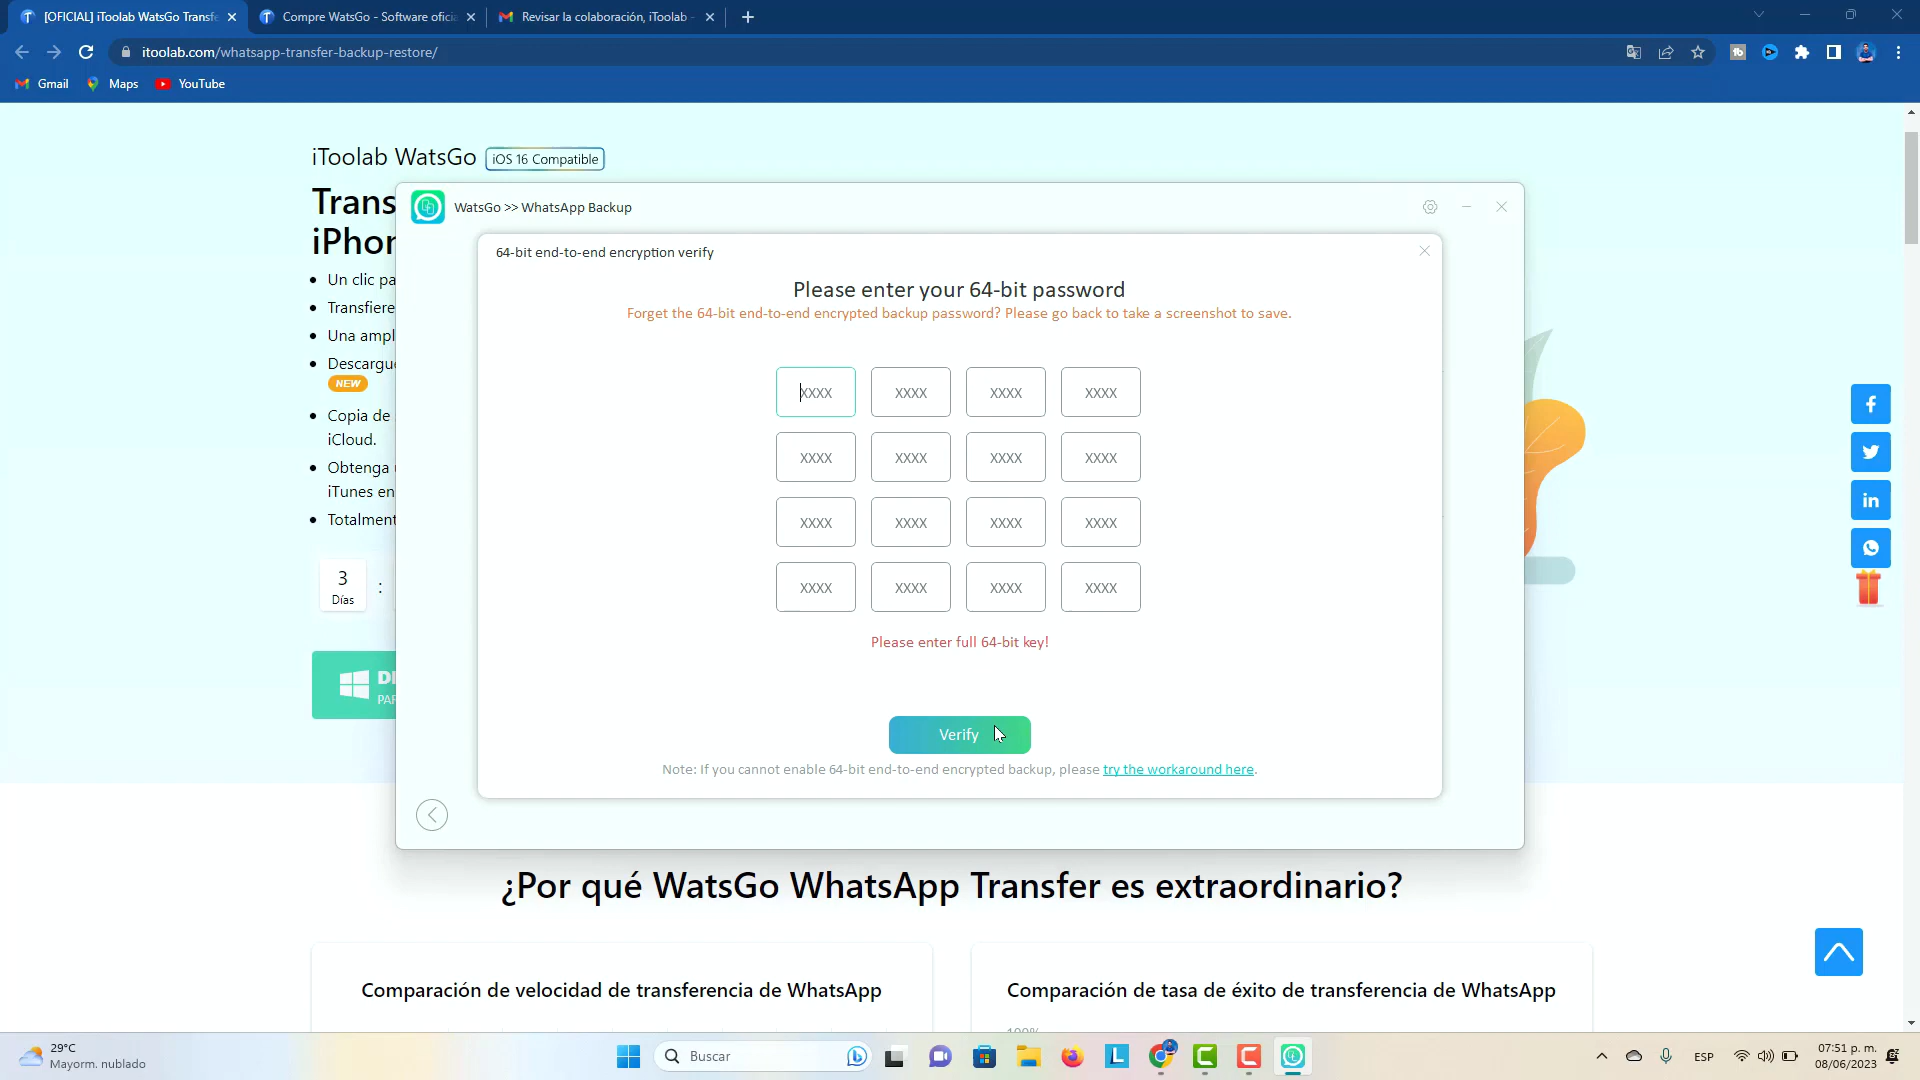 [OFICIAL] iToolab WatsGo Transfe
Compre WatsGo - Software oficia
Revisar la colaboración, iToolab -
itoolab.com/whatsapp-transfer-backup-restore/
Gmail
Maps
YouTube
iToolab WatsGo
iOS 16 Compatible
Trans
iPhon
Un clic pa
Transfiere
Una ampl
Descargue
NEW
Copia de
iCloud.
Obtenga
iTunes en
Totalment
3
Días
:
PAR
WatsGo >> WhatsApp Backup
64-bit end-to-end encryption verify
Please enter your 64-bit password
Forget the 64-bit end-to-end encrypted backup password? Please go back to take a screenshot to save.
XXXX XXXX XXXX XXXX
XXXX XXXX XXXX XXXX
XXXX XXXX XXXX XXXX
XXXX XXXX XXXX XXXX
Please enter full 64-bit key!
Verify
Note: If you cannot enable 64-bit end-to-end encrypted backup, please try the workaround here.
¿Por qué WatsGo WhatsApp Transfer es extraordinario?
Comparación de velocidad de transferencia de WhatsApp
Comparación de tasa de éxito de transferencia de WhatsApp
100%
29°C
Mayorm. nublado
Buscar
ESP
07:51 p. m.
08/06/2023